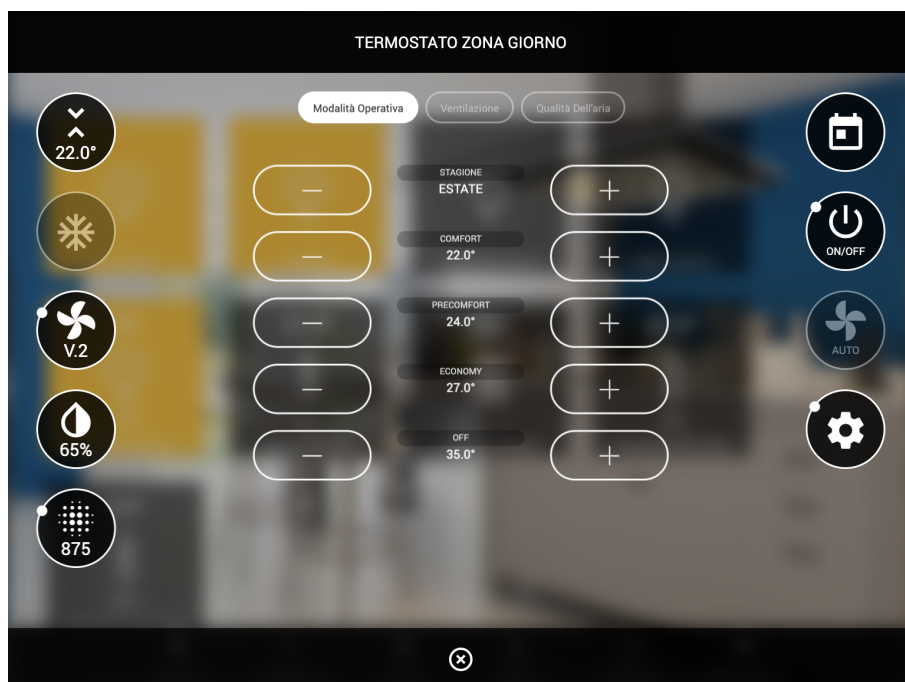 TERMOSTATO ZONA GIORNO
Modalità Operativa
Ventilazione
Qualità Dell'aria
22.0°
STAGIONE
ESTATE
COMFORT
22.0°
ON/OFF
PRECOMFORT
24.0°
V.2
AUTO
ECONOMY
27.0°
65%
OFF
35.0°
875